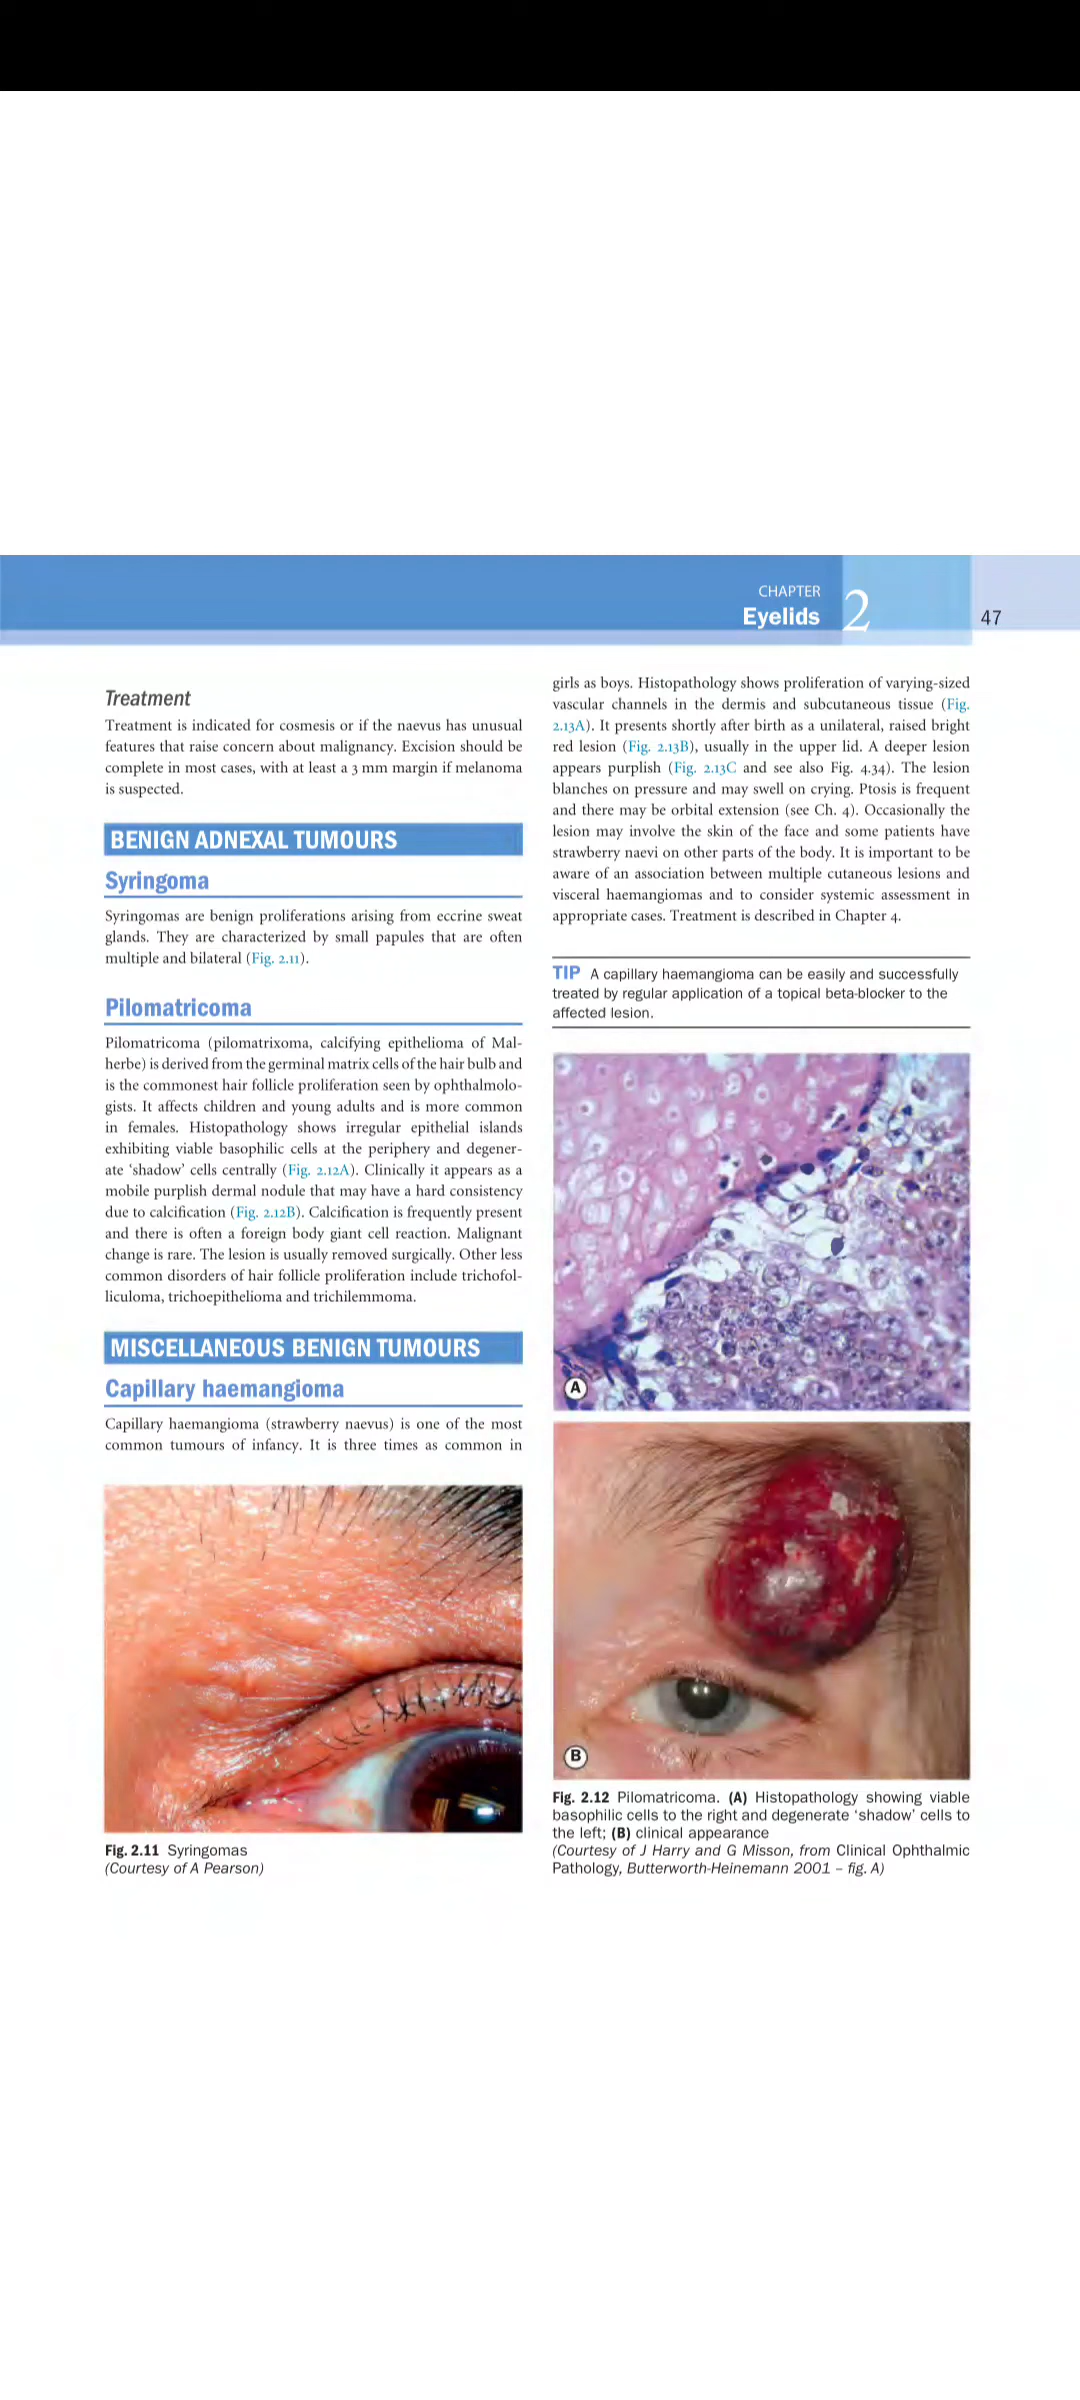 CHAPTER
Eyelids 2
47
Treatment
Treatment is indicated for cosmesis or if the naevus has unusual
features that raise concern about malignancy. Excision should be
complete in most cases, with at least a 3 mm margin if melanoma
is suspected.
BENIGN ADNEXAL TUMOURS
Syringoma
Syringomas are benign proliferations arising from eccrine sweat
glands. They are characterized by small papules that are often
multiple and bilateral (Fig. 2.11).
Pilomatricoma
Pilomatricoma (pilomatrixoma, calcifying epithelioma of Mal-
herbe) is derived from the germinal matrix cells of the hair bulb and
is the commonest hair follicle proliferation seen by ophthalmolo-
gists. It affects children and young adults and is more common
in females. Histopathology shows irregular epithelial islands
exhibiting viable basophilic cells at the periphery and degener-
ate ‘shadow’ cells centrally (Fig. 2.12A). Clinically it appears as a
mobile purplish dermal nodule that may have a hard consistency
due to calcification (Fig. 2.12B). Calcification is frequently present
and there is often a foreign body giant cell reaction. Malignant
change is rare. The lesion is usually removed surgically. Other less
common disorders of hair follicle proliferation include trichofol-
liculoma, trichoepithelioma and trichilemmoma.
MISCELLANEOUS BENIGN TUMOURS
Capillary haemangioma
Capillary haemangioma (strawberry naevus) is one of the most
common tumours of infancy. It is three times as common in
Fig. 2.11 Syringomas
(Courtesy of A Pearson)
girls as boys. Histopathology shows proliferation of varying-sized
vascular channels in the dermis and subcutaneous tissue (Fig.
2.13A). It presents shortly after birth as a unilateral, raised bright
red lesion (Fig. 2.13B), usually in the upper lid. A deeper lesion
appears purplish (Fig. 2.13C and see also Fig. 4.34). The lesion
blanches on pressure and may swell on crying. Ptosis is frequent
and there may be orbital extension (see Ch. 4). Occasionally the
lesion may involve the skin of the face and some patients have
strawberry naevi on other parts of the body. It is important to be
aware of an association between multiple cutaneous lesions and
visceral haemangiomas and to consider systemic assessment in
appropriate cases. Treatment is described in Chapter 4.
TIP A capillary haemangioma can be easily and successfully
treated by regular application of a topical beta-blocker to the
affected lesion.
A
B
Fig. 2.12 Pilomatricoma. (A) Histopathology showing viable
basophilic cells to the right and degenerate ‘shadow’ cells to
the left; (B) clinical appearance
(Courtesy of J Harry and G Misson, from Clinical Ophthalmic
Pathology, Butterworth-Heinemann 2001 – fig. A)